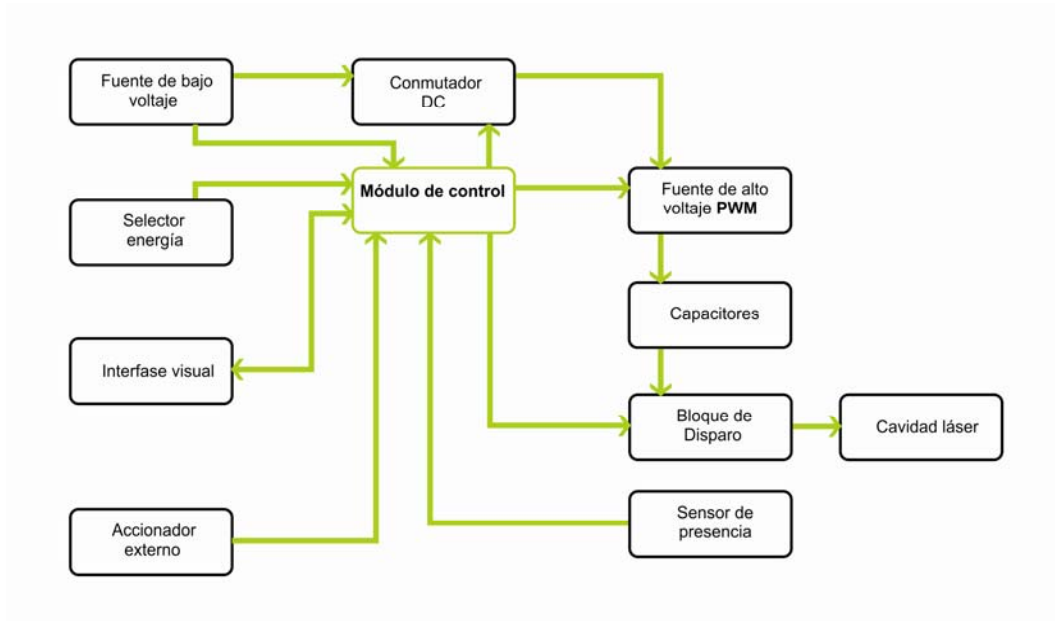 Fuente de bajo
voltaje
Conmutador
DC
Módulo de control
Fuente de alto
voltaje PWM
Selector
energía
Capacitores
Interfase visual
Bloque de
Disparo
Cavidad láser
Sensor de
presencia
Accionador
externo